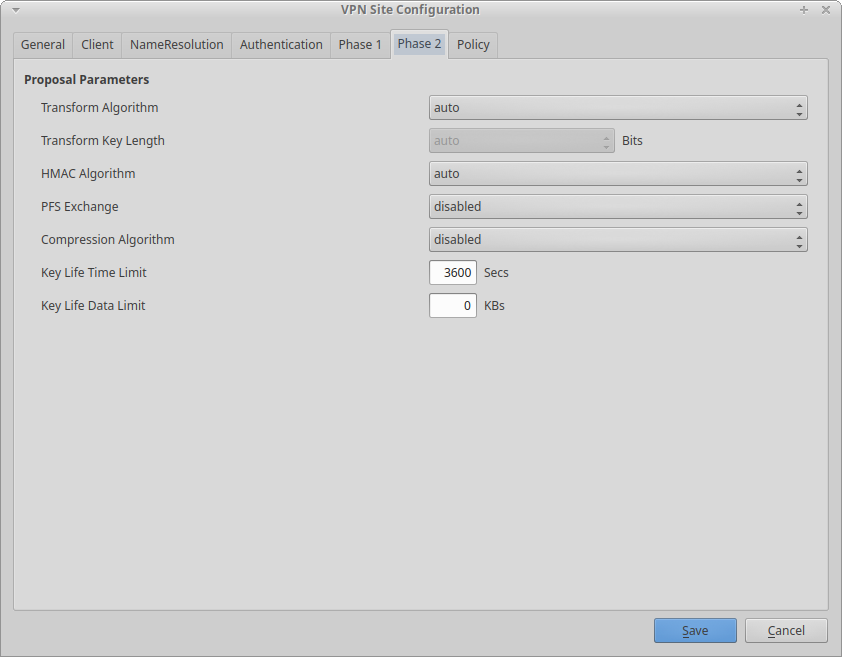 VPN Site Configuration
General Client NameResolution Authentication Phase 1 Phase 2 Policy
Proposal Parameters
Transform Algorithm auto
Transform Key Length auto Bits
HMAC Algorithm auto
PFS Exchange disabled
Compression Algorithm disabled
Key Life Time Limit 3600 Secs
Key Life Data Limit 0 KBs
Save Cancel